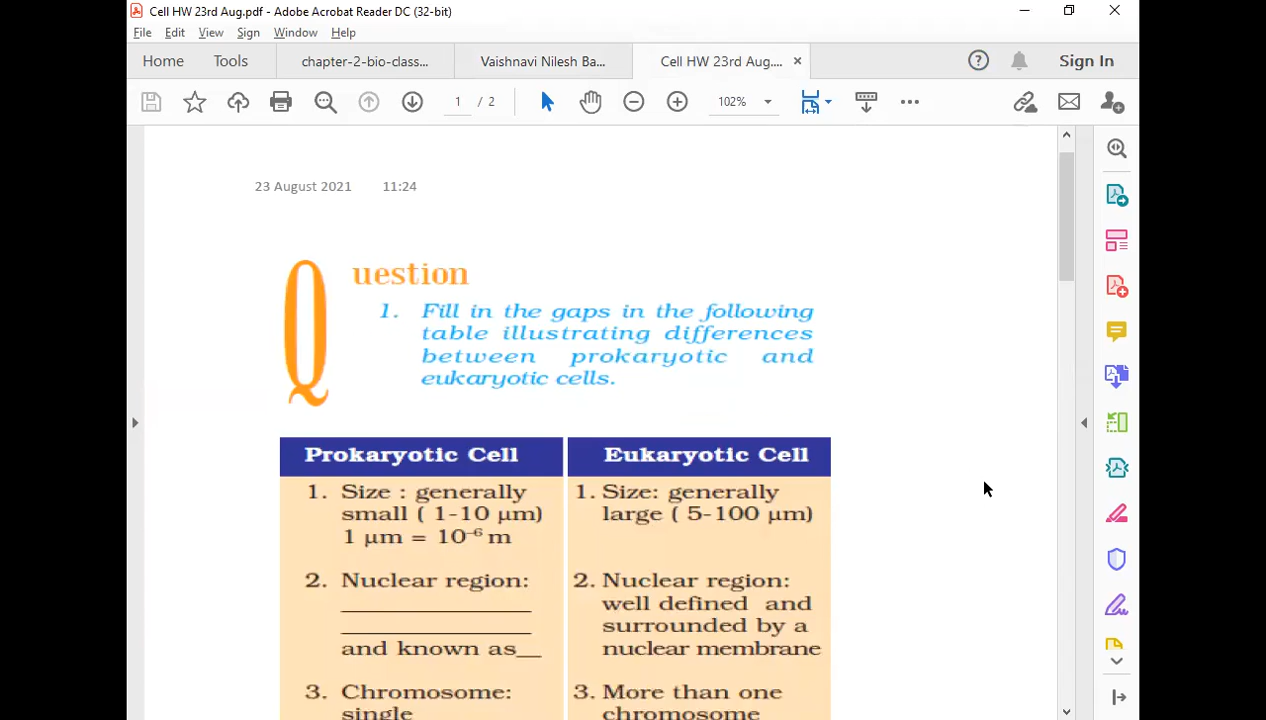 Cell HW 23rd Aug.pdf - Adobe Acrobat Reader DC (32-bit)
File Edit View Sign Window Help
Home Tools chapter-2-bio-class... Vaishnavi Nilesh Ba... Cell HW 23rd Aug.... × Sign In
1 / 2 102%
23 August 2021 11:24
Question
1. Fill in the gaps in the following
table illustrating differences
between prokaryotic and
eukaryotic cells.
Prokaryotic Cell
1. Size : generally
small ( 1-10 μm)
1 μm = 10⁻⁶ m
2. Nuclear region:
_______________
_______________
and known as__
3. Chromosome:
single
Eukaryotic Cell
1. Size: generally
large ( 5-100 μm)
2. Nuclear region:
well defined and
surrounded by a
nuclear membrane
3. More than one
chromosome